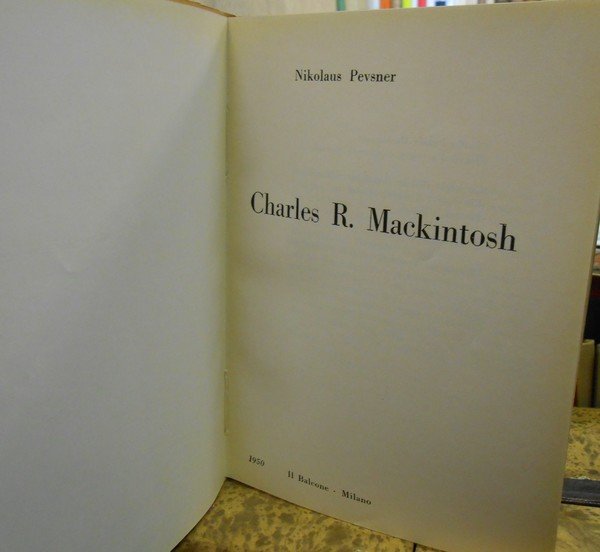 Nikolaus Pevsner
Charles R. Mackintosh
1950
Il Balcone - Milano